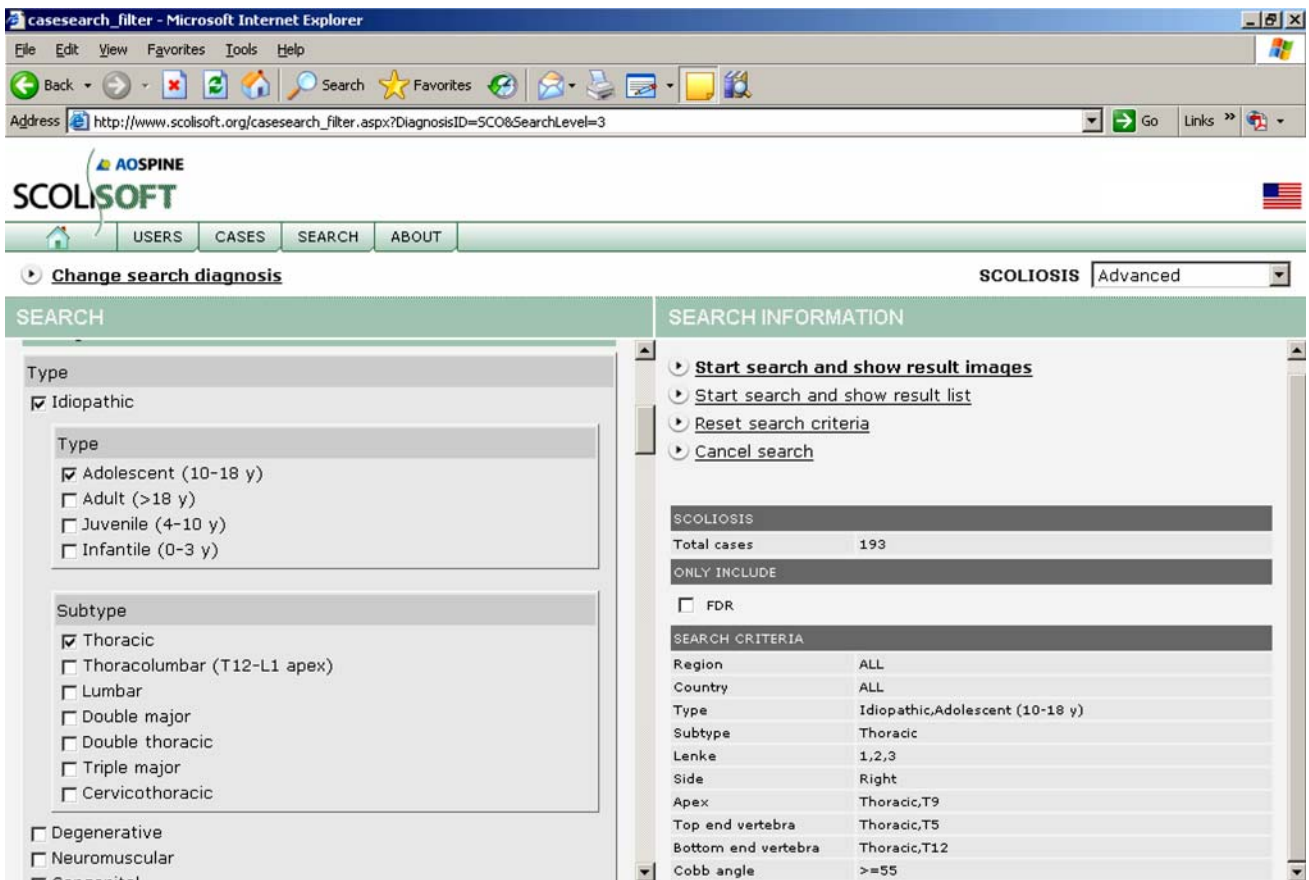 casesearch_filter - Microsoft Internet Explorer
File Edit View Favorites Tools Help
Back Search Favorites
Address http://www.scolisoft.org/casesearch_filter.aspx?DiagnosisID=SCO&SearchLevel=3 Go Links »
AOSPINE
SCOLISOFT
USERS CASES SEARCH ABOUT
Change search diagnosis SCOLIOSIS Advanced
SEARCH
Type
Idiopathic
Type
Adolescent (10-18 y)
Adult (>18 y)
Juvenile (4-10 y)
Infantile (0-3 y)
Subtype
Thoracic
Thoracolumbar (T12-L1 apex)
Lumbar
Double major
Double thoracic
Triple major
Cervicothoracic
Degenerative
Neuromuscular
SEARCH INFORMATION
Start search and show result images
Start search and show result list
Reset search criteria
Cancel search
SCOLIOSIS
Total cases 193
ONLY INCLUDE
FDR
SEARCH CRITERIA
Region ALL
Country ALL
Type Idiopathic,Adolescent (10-18 y)
Subtype Thoracic
Lenke 1,2,3
Side Right
Apex Thoracic,T9
Top end vertebra Thoracic,T5
Bottom end vertebra Thoracic,T12
Cobb angle >=55